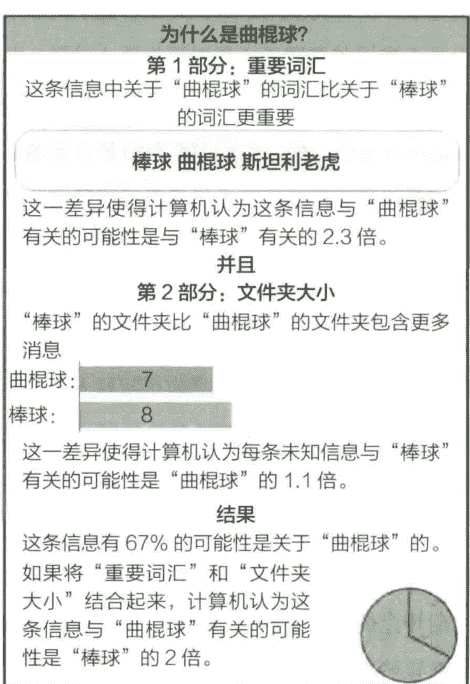 为什么是曲棍球?
第 1 部分：重要词汇
这条信息中关于“曲棍球”的词汇比关于“棒球”
的词汇更重要
棒球 曲棍球 斯坦利老虎
这一差异使得计算机认为这条信息与“曲棍球”
有关的可能性是与“棒球”有关的 2.3 倍。
并且
第 2 部分：文件夹大小
“棒球”的文件夹比“曲棍球”的文件夹包含更多
消息
曲棍球： 7
棒球： 8
这一差异使得计算机认为每条未知信息与“棒球”
有关的可能性是“曲棍球”的 1.1 倍。
结果
这条信息有 67% 的可能性是关于“曲棍球”的。
如果将“重要词汇”和“文件夹
大小”结合起来，计算机认为这
条信息与“曲棍球”有关的可能
性是“棒球”的 2 倍。